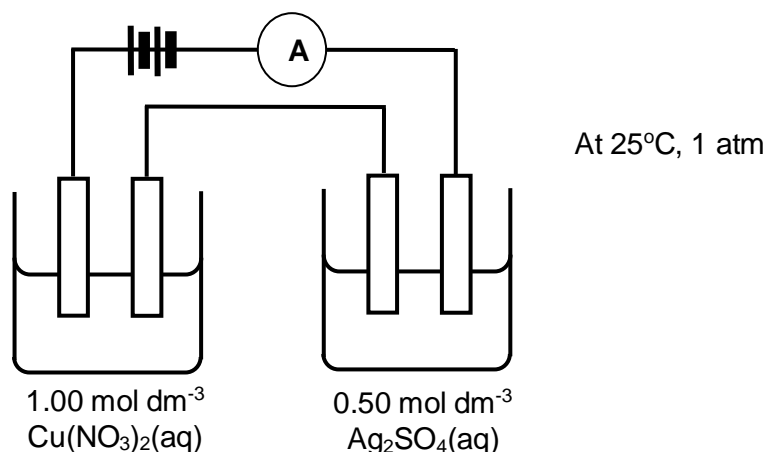 A
At 25ºC, 1 atm
1.00 mol dm⁻³
Cu(NO₃)₂(aq)
0.50 mol dm⁻³
Ag₂SO₄(aq)